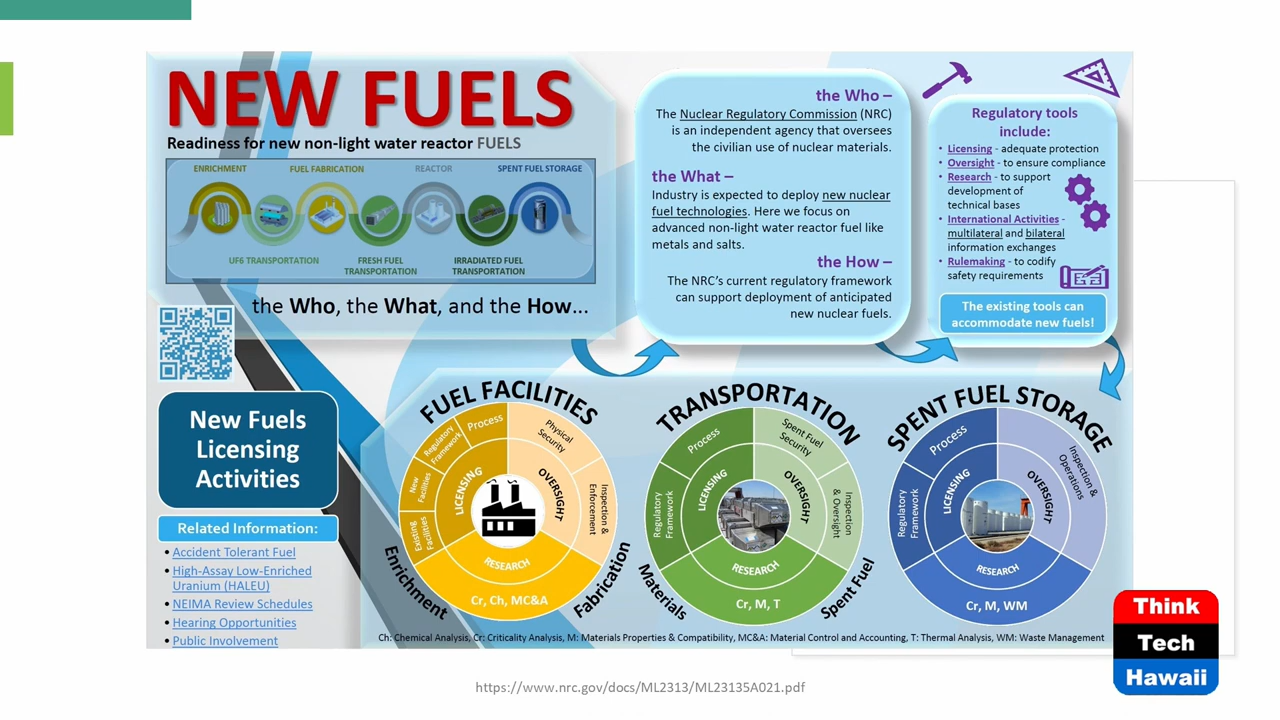 NEW FUELS
Readiness for new non-light water reactor FUELS
ENRICHMENT
FUEL FABRICATION
REACTOR
SPENT FUEL STORAGE
UF6 TRANSPORTATION
FRESH FUEL
TRANSPORTATION
IRRADIATED FUEL
TRANSPORTATION
the Who, the What, and the How...
the Who –
The Nuclear Regulatory Commission (NRC)
is an independent agency that oversees
the civilian use of nuclear materials.
the What –
Industry is expected to deploy new nuclear
fuel technologies. Here we focus on
advanced non-light water reactor fuel like
metals and salts.
the How –
The NRC's current regulatory framework
can support deployment of anticipated
new nuclear fuels.
Regulatory tools
include:
• Licensing - adequate protection
• Oversight - to ensure compliance
• Research - to support
development of
technical bases
• International Activities -
multilateral and bilateral
information exchanges
• Rulemaking - to codify
safety requirements
The existing tools can
accommodate new fuels!
New Fuels
Licensing
Activities
Related Information:
• Accident Tolerant Fuel
• High-Assay Low-Enriched
Uranium (HALEU)
• NEIMA Review Schedules
• Hearing Opportunities
• Public Involvement
FUEL FACILITIES
Process
Regulatory
Framework
New
Facilities
Existing
Facilities
LICENSING
Physical
Security
OVERSIGHT
Inspection &
Enforcement
RESEARCH
Cr, Ch, MC&A
Enrichment
Fabrication
TRANSPORTATION
Process
Regulatory
Framework
LICENSING
Spent Fuel
Security
OVERSIGHT
Inspection
& Oversight
RESEARCH
Cr, M, T
Materials
Spent Fuel
SPENT FUEL STORAGE
Process
Regulatory
Framework
LICENSING
OVERSIGHT
Inspection &
Operations
RESEARCH
Cr, M, WM
Ch: Chemical Analysis, Cr: Criticality Analysis, M: Materials Properties & Compatibility, MC&A: Material Control and Accounting, T: Thermal Analysis, WM: Waste Management
Think
Tech
Hawaii
https://www.nrc.gov/docs/ML2313/ML23135A021.pdf